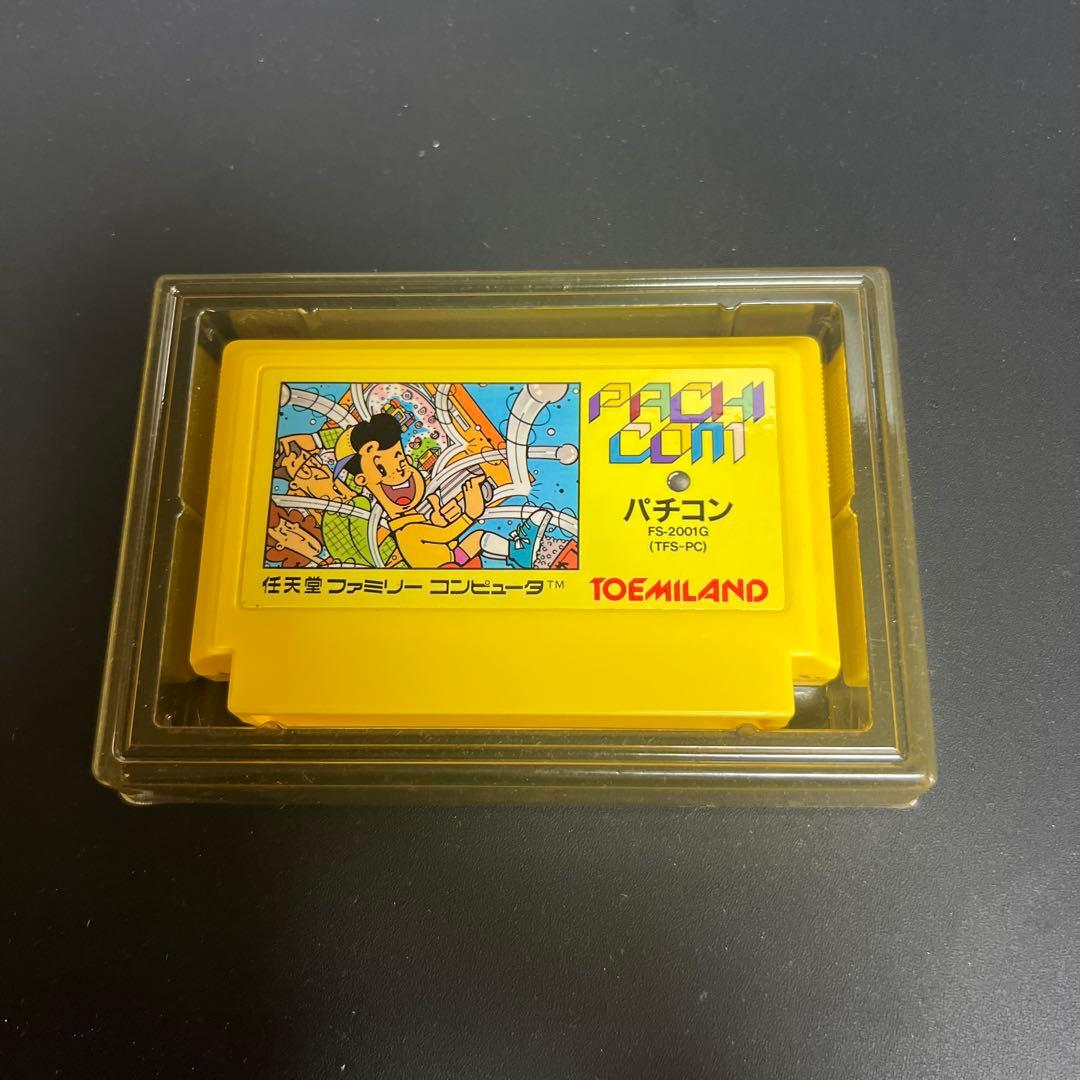 PACHI
COM
パチコン
FS-2001G
(TFS-PC)
任天堂 ファミリー コンピュータ™
TOEMILAND